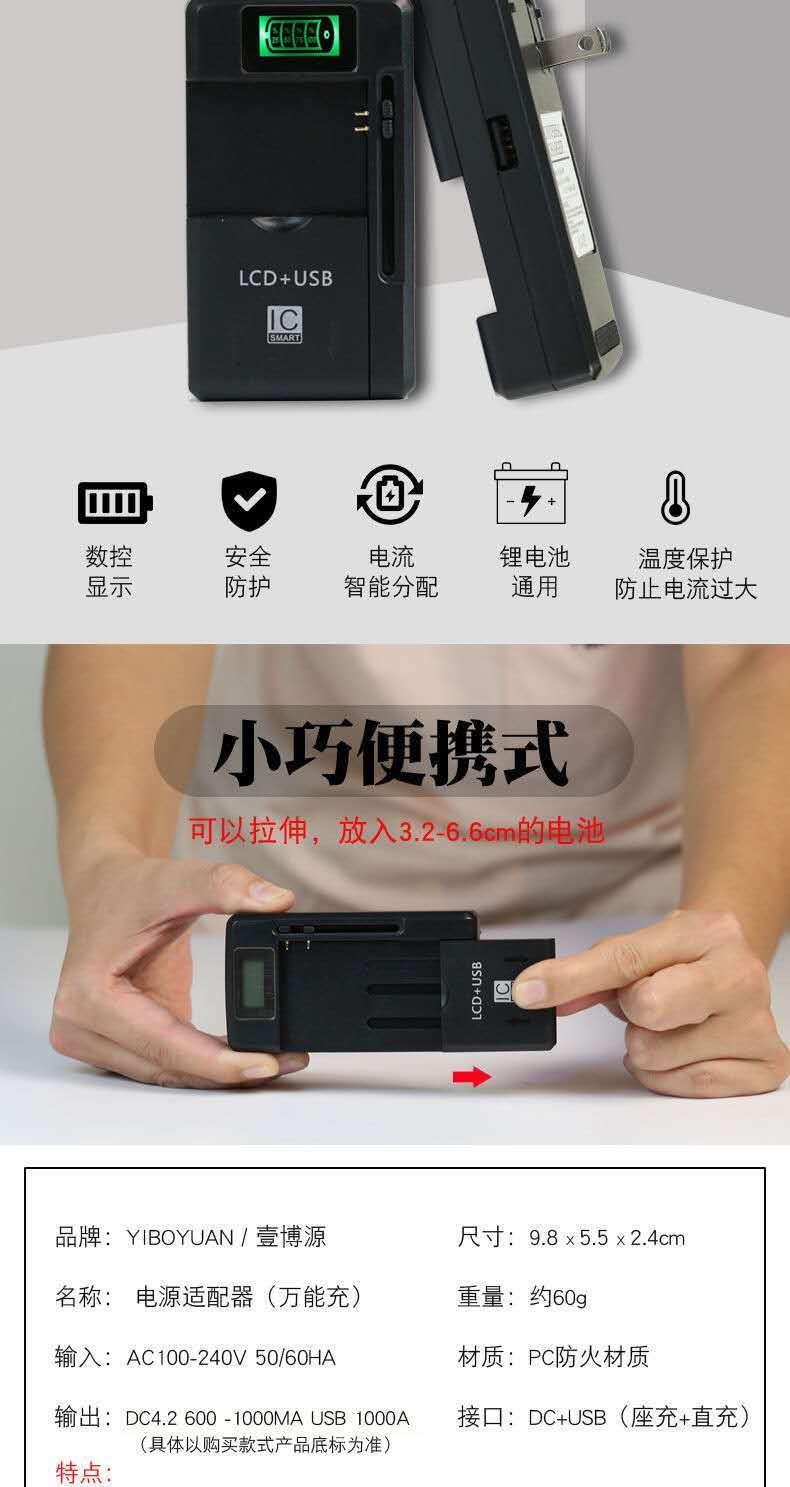 25 50 75 100
LCD+USB
IC
SMART
数控
显示
安全
防护
电流
智能分配
锂电池
通用
温度保护
防止电流过大
小巧便携式
可以拉伸，放入3.2-6.6cm的电池
LCD+USB
IC
品牌：YIBOYUAN / 壹博源
尺寸：9.8 x 5.5 x 2.4cm
名称： 电源适配器（万能充）
重量：约60g
输入：AC100-240V 50/60HA
材质：PC防火材质
输出：DC4.2 600 -1000MA USB 1000A
接口：DC+USB（座充+直充）
（具体以购买款式产品底标为准）
特点：